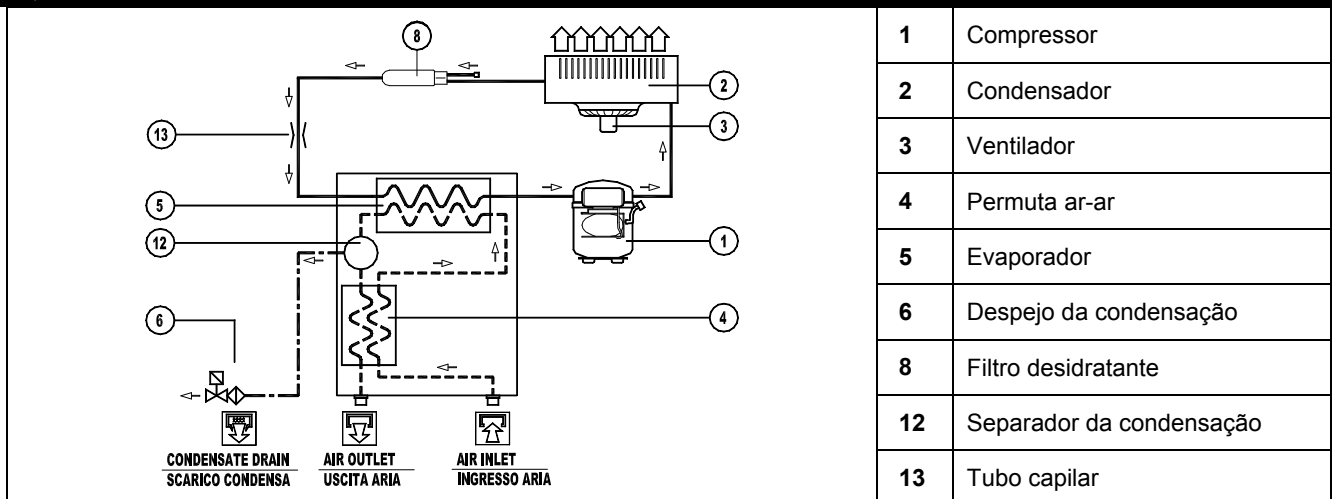 8
2
3
13
5
12
1
6
4
CONDENSATE DRAIN
SCARICO CONDENSA
AIR OUTLET
USCITA ARIA
AIR INLET
INGRESSO ARIA
1 Compressor
2 Condensador
3 Ventilador
4 Permuta ar-ar
5 Evaporador
6 Despejo da condensação
8 Filtro desidratante
12 Separador da condensação
13 Tubo capilar